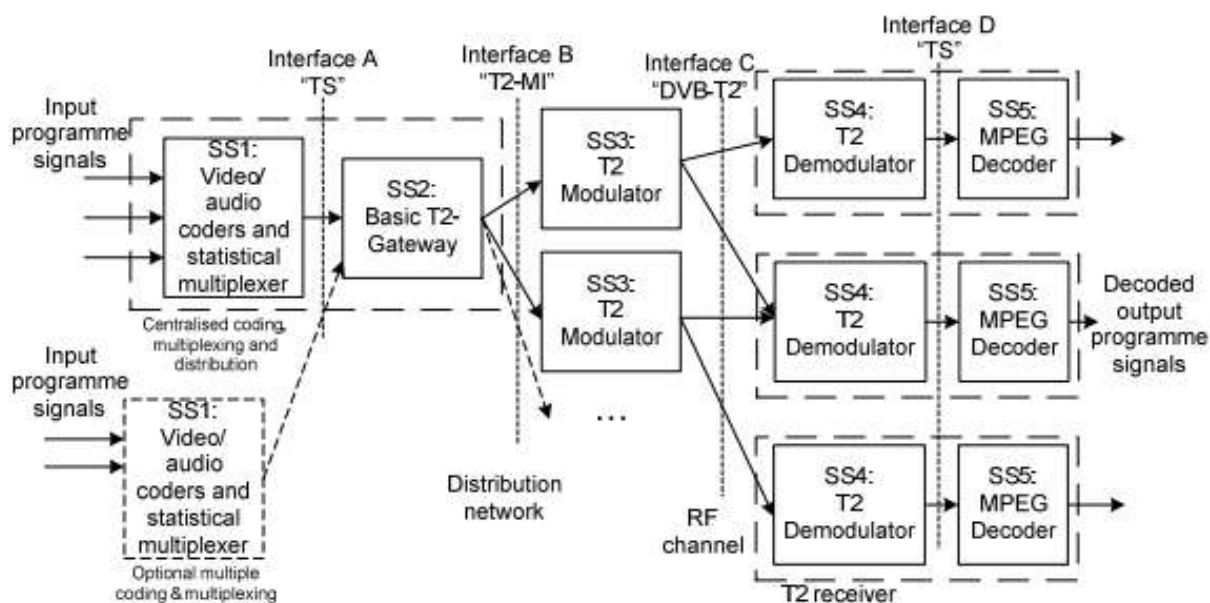 Interface A
“TS”
Interface B
“T2-MI”
Interface C
“DVB-T2”
Interface D
“TS”
Input
programme
signals
SS1:
Video/
audio
coders and
statistical
multiplexer
SS2:
Basic T2-
Gateway
SS3:
T2
Modulator
SS4:
T2
Demodulator
SS5:
MPEG
Decoder
Centralised coding,
multiplexing and
distribution
SS3:
T2
Modulator
SS4:
T2
Demodulator
SS5:
MPEG
Decoder
Decoded
output
programme
signals
Input
programme
signals
SS1:
Video/
audio
coders and
statistical
multiplexer
Optional multiple
coding & multiplexing
...
Distribution
network
RF
channel
SS4:
T2
Demodulator
SS5:
MPEG
Decoder
T2 receiver